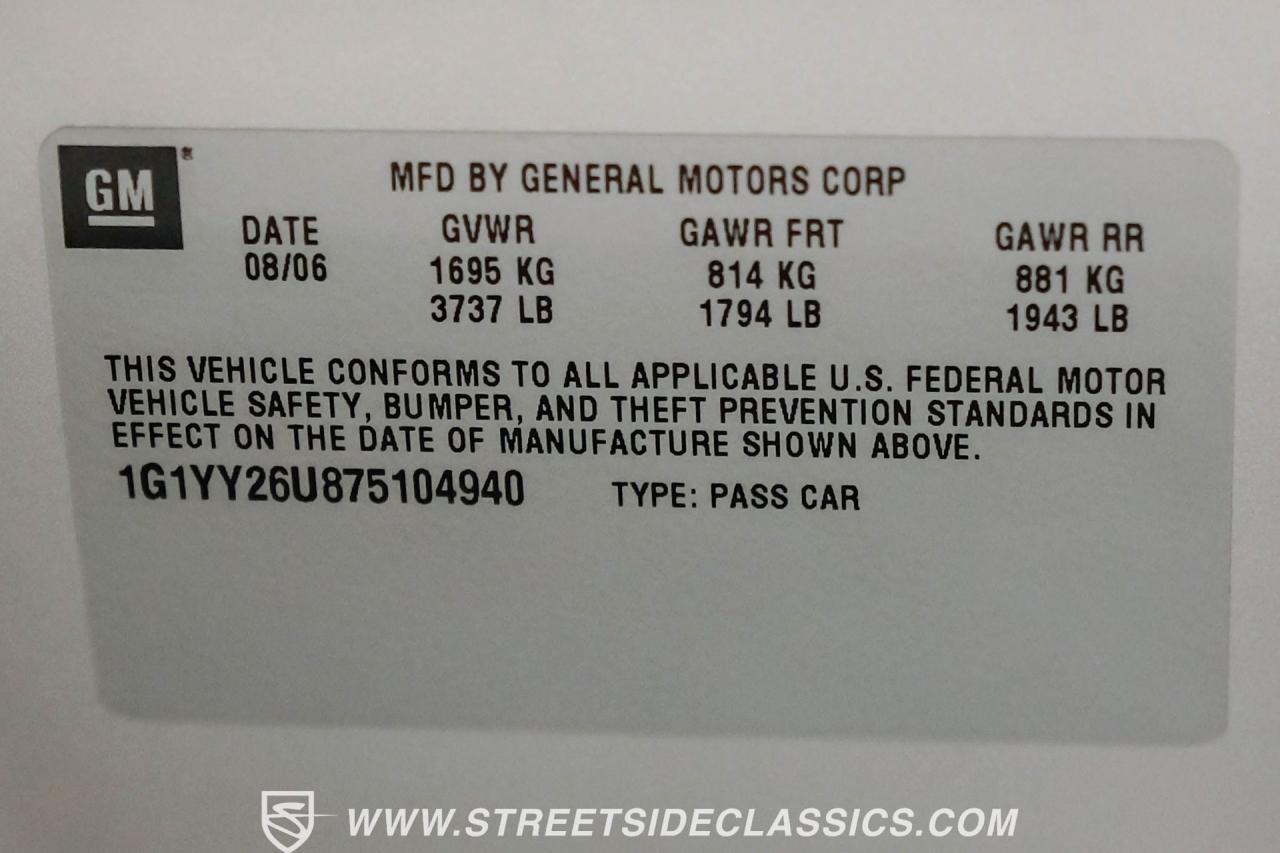 GM®
MFD BY GENERAL MOTORS CORP
DATE GVWR GAWR FRT GAWR RR
08/06 1695 KG 814 KG 881 KG
3737 LB 1794 LB 1943 LB
THIS VEHICLE CONFORMS TO ALL APPLICABLE U.S. FEDERAL MOTOR
VEHICLE SAFETY, BUMPER, AND THEFT PREVENTION STANDARDS IN
EFFECT ON THE DATE OF MANUFACTURE SHOWN ABOVE.
1G1YY26U875104940 TYPE: PASS CAR
WWW.STREETSIDECLASSICS.COM